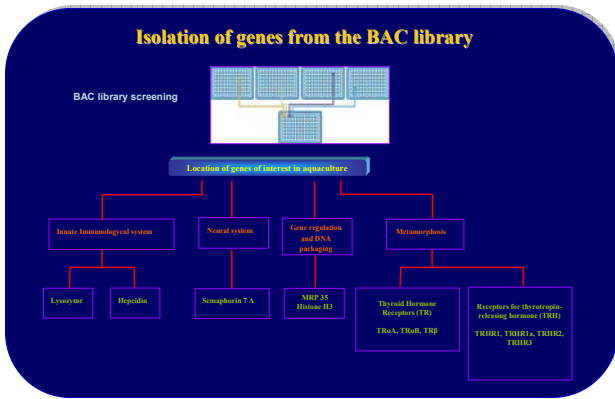 Isolation of genes from the BAC library
BAC library screening
Location of genes of interest in aquaculture
Innate Immunologycal system
Neural system
Gene regulation
and DNA
packaging
Metamorphosis
Lysozyme
Hepcidin
Semaphorin 7 A
MRP 35
Histone H3
Thyroid Hormone
Receptors (TR)
TRαA, TRαB, TRβ
Receptors for thyrotropin-
releasing hormone (TRH)
TRHR1, TRHR1a, TRHR2,
TRHR3